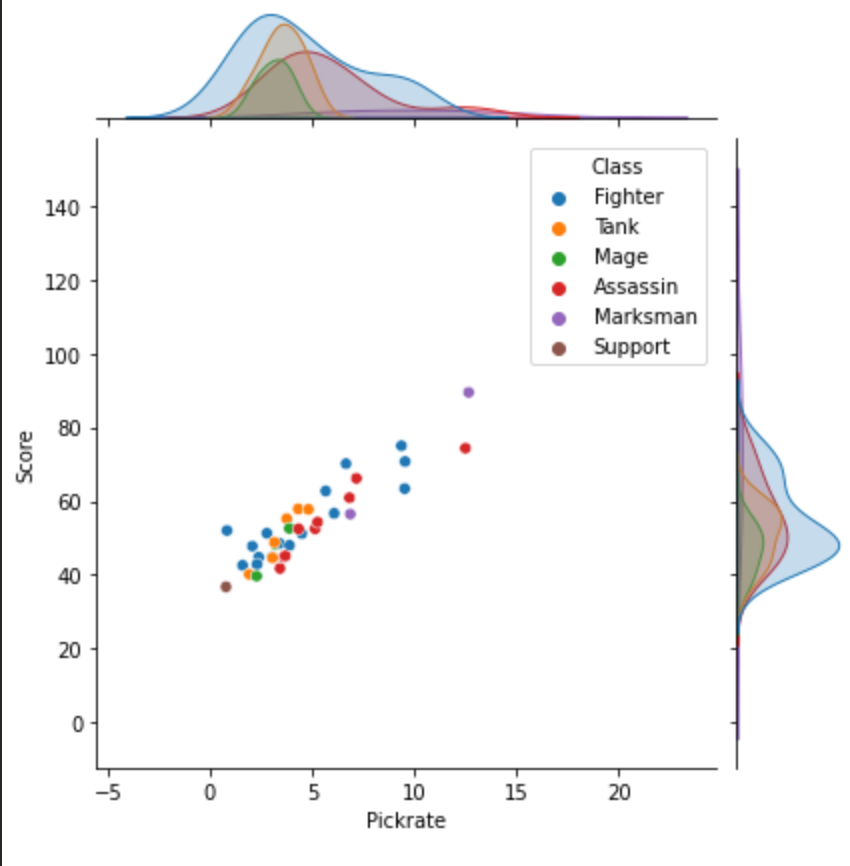 Class
Fighter
Tank
Mage
Assassin
Marksman
Support
140
120
100
80
60
40
20
0
Score
−5 0 5 10 15 20
Pickrate